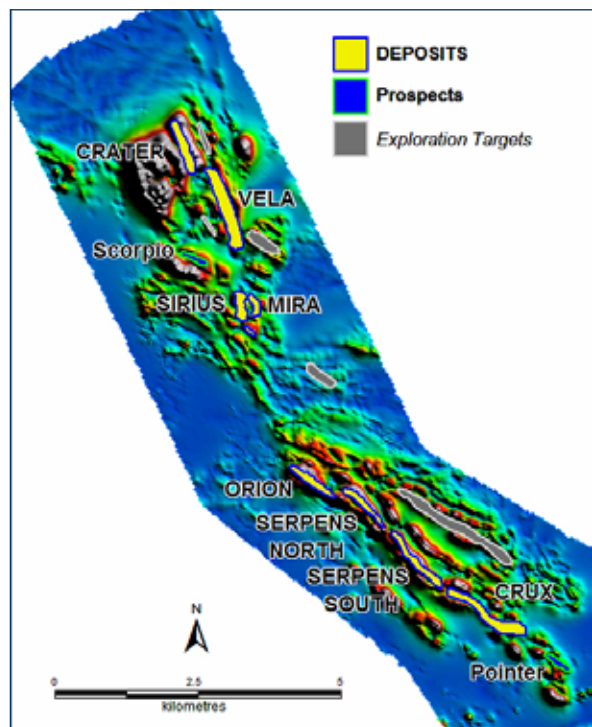 DEPOSITS
Prospects
Exploration Targets
CRATER
VELA
Scorpio
SIRIUS
MIRA
ORION
SERPENS
NORTH
SERPENS
SOUTH
CRUX
Pointer
N
0 2.5 5
kilometres